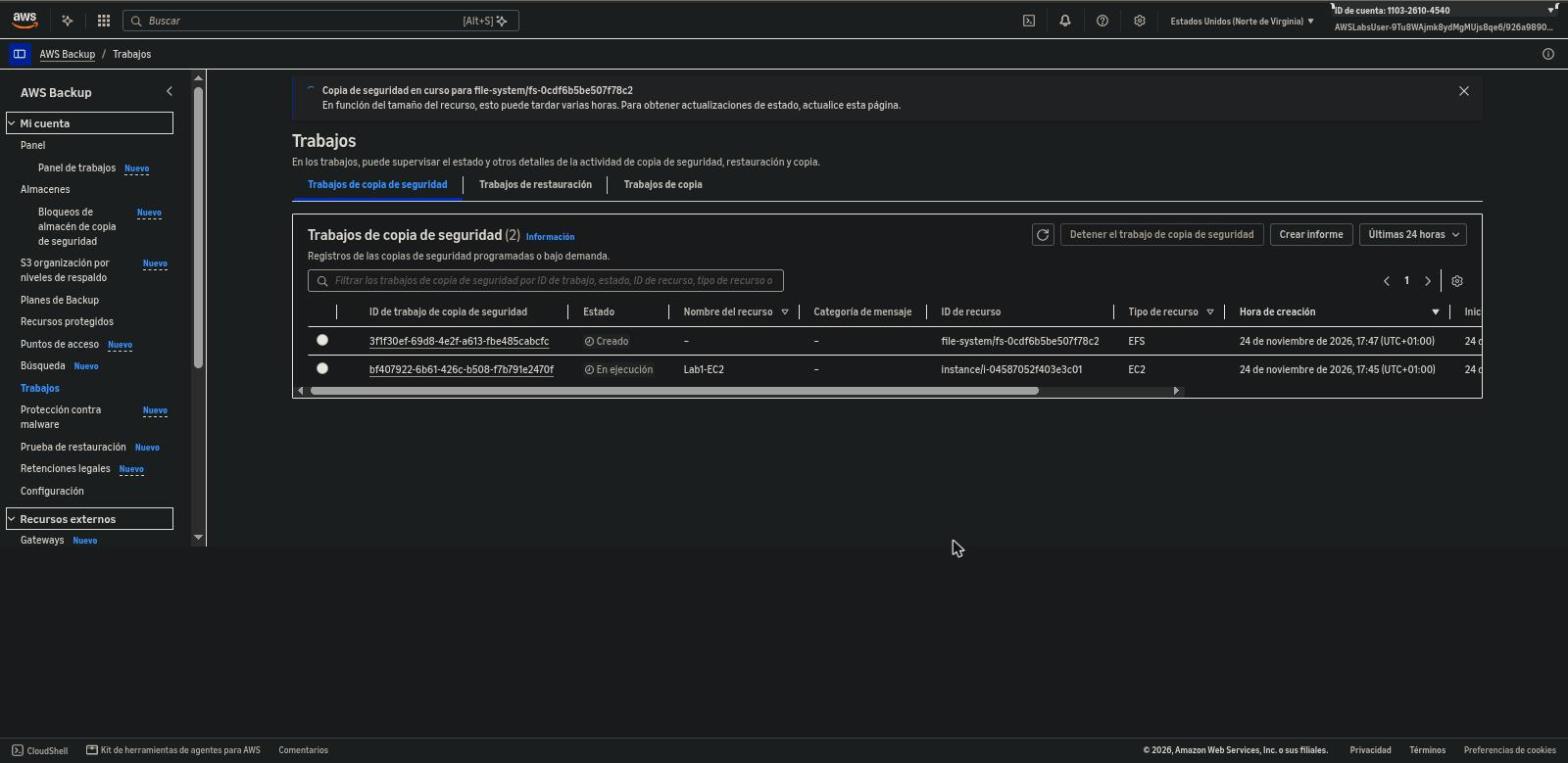 aws
Buscar [Alt+S]
Estados Unidos (Norte de Virginia)
ID de cuenta: 1103-2610-4540
AWSLabsUser-9Tu8WAjmk8ydMgMUjs8qe6/926a9890...
AWS Backup / Trabajos
AWS Backup
Mi cuenta
Panel
Panel de trabajos Nuevo
Almacenes
Bloqueos de Nuevo
almacén de copia
de seguridad
S3 organización por Nuevo
niveles de respaldo
Planes de Backup
Recursos protegidos
Puntos de acceso Nuevo
Búsqueda Nuevo
Trabajos
Protección contra Nuevo
malware
Prueba de restauración Nuevo
Retenciones legales Nuevo
Configuración
Recursos externos
Gateways Nuevo
Copia de seguridad en curso para file-system/fs-0cdf6b5be507f78c2
En función del tamaño del recurso, esto puede tardar varias horas. Para obtener actualizaciones de estado, actualice esta página.
Trabajos
En los trabajos, puede supervisar el estado y otros detalles de la actividad de copia de seguridad, restauración y copia.
Trabajos de copia de seguridad Trabajos de restauración Trabajos de copia
Trabajos de copia de seguridad (2) Información
Detener el trabajo de copia de seguridad Crear informe Últimas 24 horas
Registros de las copias de seguridad programadas o bajo demanda.
Filtrar los trabajos de copia de seguridad por ID de trabajo, estado, ID de recurso, tipo de recurso o
1
ID de trabajo de copia de seguridad Estado Nombre del recurso Categoría de mensaje ID de recurso Tipo de recurso Hora de creación Inic
3f1f30ef-69d8-4e2f-a613-fbe485cabcfc Creado – – file-system/fs-0cdf6b5be507f78c2 EFS 24 de noviembre de 2026, 17:47 (UTC+01:00) 24 d
bf407922-6b61-426c-b508-f7b791e2470f En ejecución Lab1-EC2 – instance/i-04587052f403e3c01 EC2 24 de noviembre de 2026, 17:45 (UTC+01:00) 24 d
CloudShell Kit de herramientas de agentes para AWS Comentarios
© 2026, Amazon Web Services, Inc. o sus filiales. Privacidad Términos Preferencias de cookies